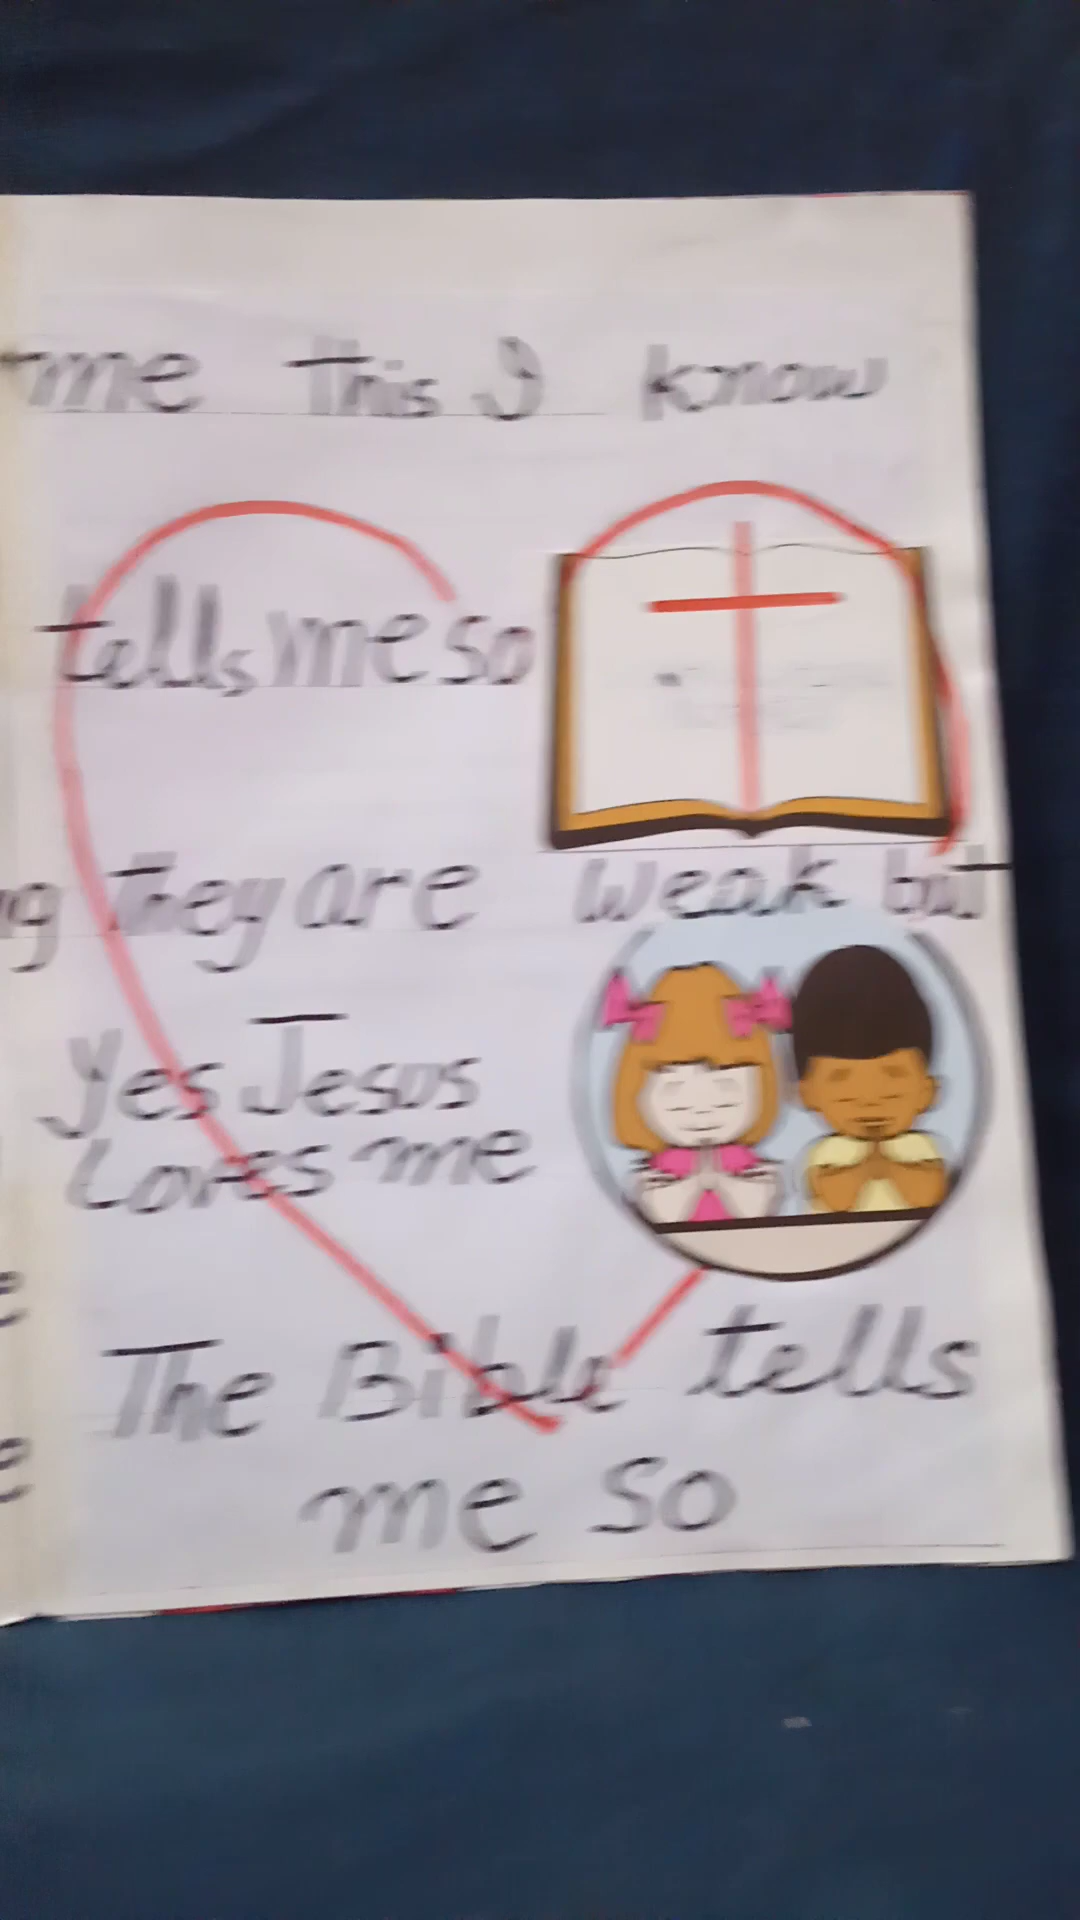 me This I know
tells me so
g They are weak but
Yes Jesus
Loves me
e
The Bible tells
e
me so